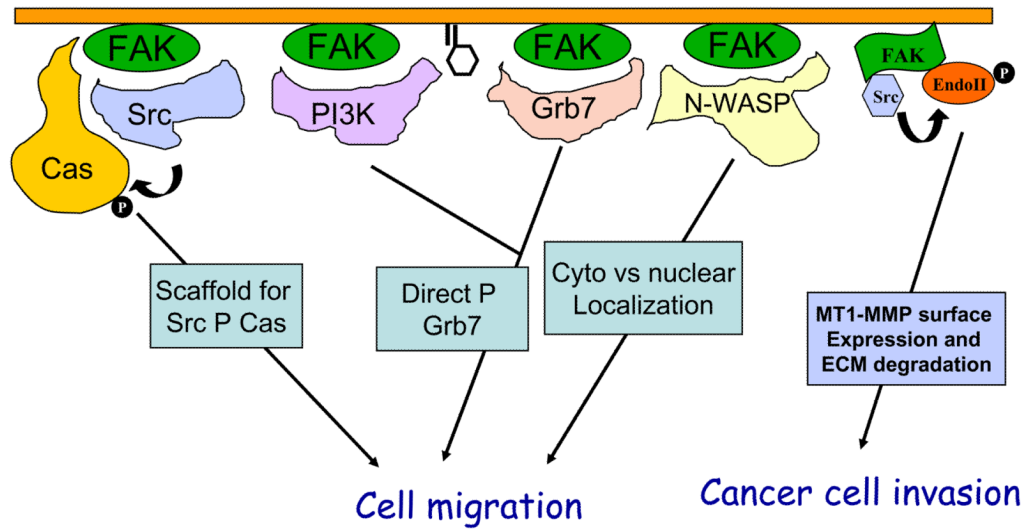 FAK
FAK
FAK
FAK
FAK
Src
PI3K
Grb7
N-WASP
Src
EndoII
P
Cas
P
Scaffold for
Src P Cas
Direct P
Grb7
Cyto vs nuclear
Localization
MT1-MMP surface
Expression and
ECM degradation
Cell migration
Cancer cell invasion